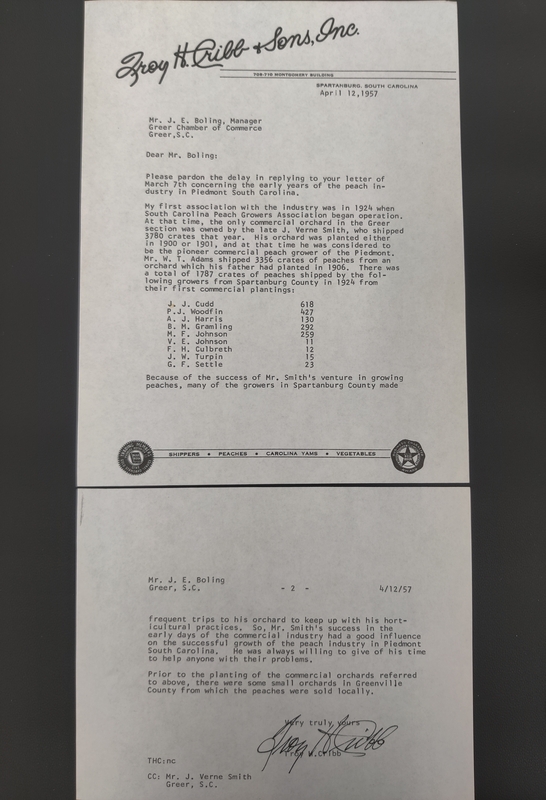 Troy H. Cribb & Sons, Inc.
MONTGOMERY BUILDING
SPARTANBURG, SOUTH CAROLINA
April 12,1957
Mr. J. E. Boling, Manager
Greer Chamber of Commerce
Greer,S.C.
Dear Mr. Boling:
Please pardon the delay in replying to your letter of
March 7th concerning the early years of the peach in-
dustry in Piedmont South Carolina.
My first association with the industry was in 1924 when
South Carolina Peach Growers Association began operation.
At that time, the only commercial orchard in the Greer
section was owned by the late J. Verne Smith, who shipped
3780 crates that year. His orchard was planted either
in 1900 or 1901, and at that time he was considered to
be the pioneer commercial peach grower of the Piedmont.
Mr. W. T. Adams shipped 3356 crates of peaches from an
orchard which his father had planted in 1906. There was
a total of 1787 crates of peaches shipped by the fol-
lowing growers from Spartanburg County in 1924 from
their first commercial plantings:
J. J. Cudd 618
P.J. Woodfin 427
A. J. Harris 130
B. M. Gramling 292
M. F. Johnson 259
V. E. Johnson 11
F. H. Culbreth 12
J. W. Turpin 15
G. F. Settle 23
Because of the success of Mr. Smith's venture in growing
peaches, many of the growers in Spartanburg County made
SHIPPERS • PEACHES • CAROLINA YAMS • VEGETABLES
Mr. J. E. Boling
Greer, S.C. - 2 - 4/12/57
frequent trips to his orchard to keep up with his hort-
icultural practices. So, Mr. Smith's success in the
early days of the commercial industry had a good influence
on the successful growth of the peach industry in Piedmont
South Carolina. He was always willing to give of his time
to help anyone with their problems.
Prior to the planting of the commercial orchards referred
to above, there were some small orchards in Greenville
County from which the peaches were sold locally.
Very truly yours
Troy H Cribb
Troy H.Cribb
THC:nc
CC: Mr. J. Verne Smith
Greer, S.C.